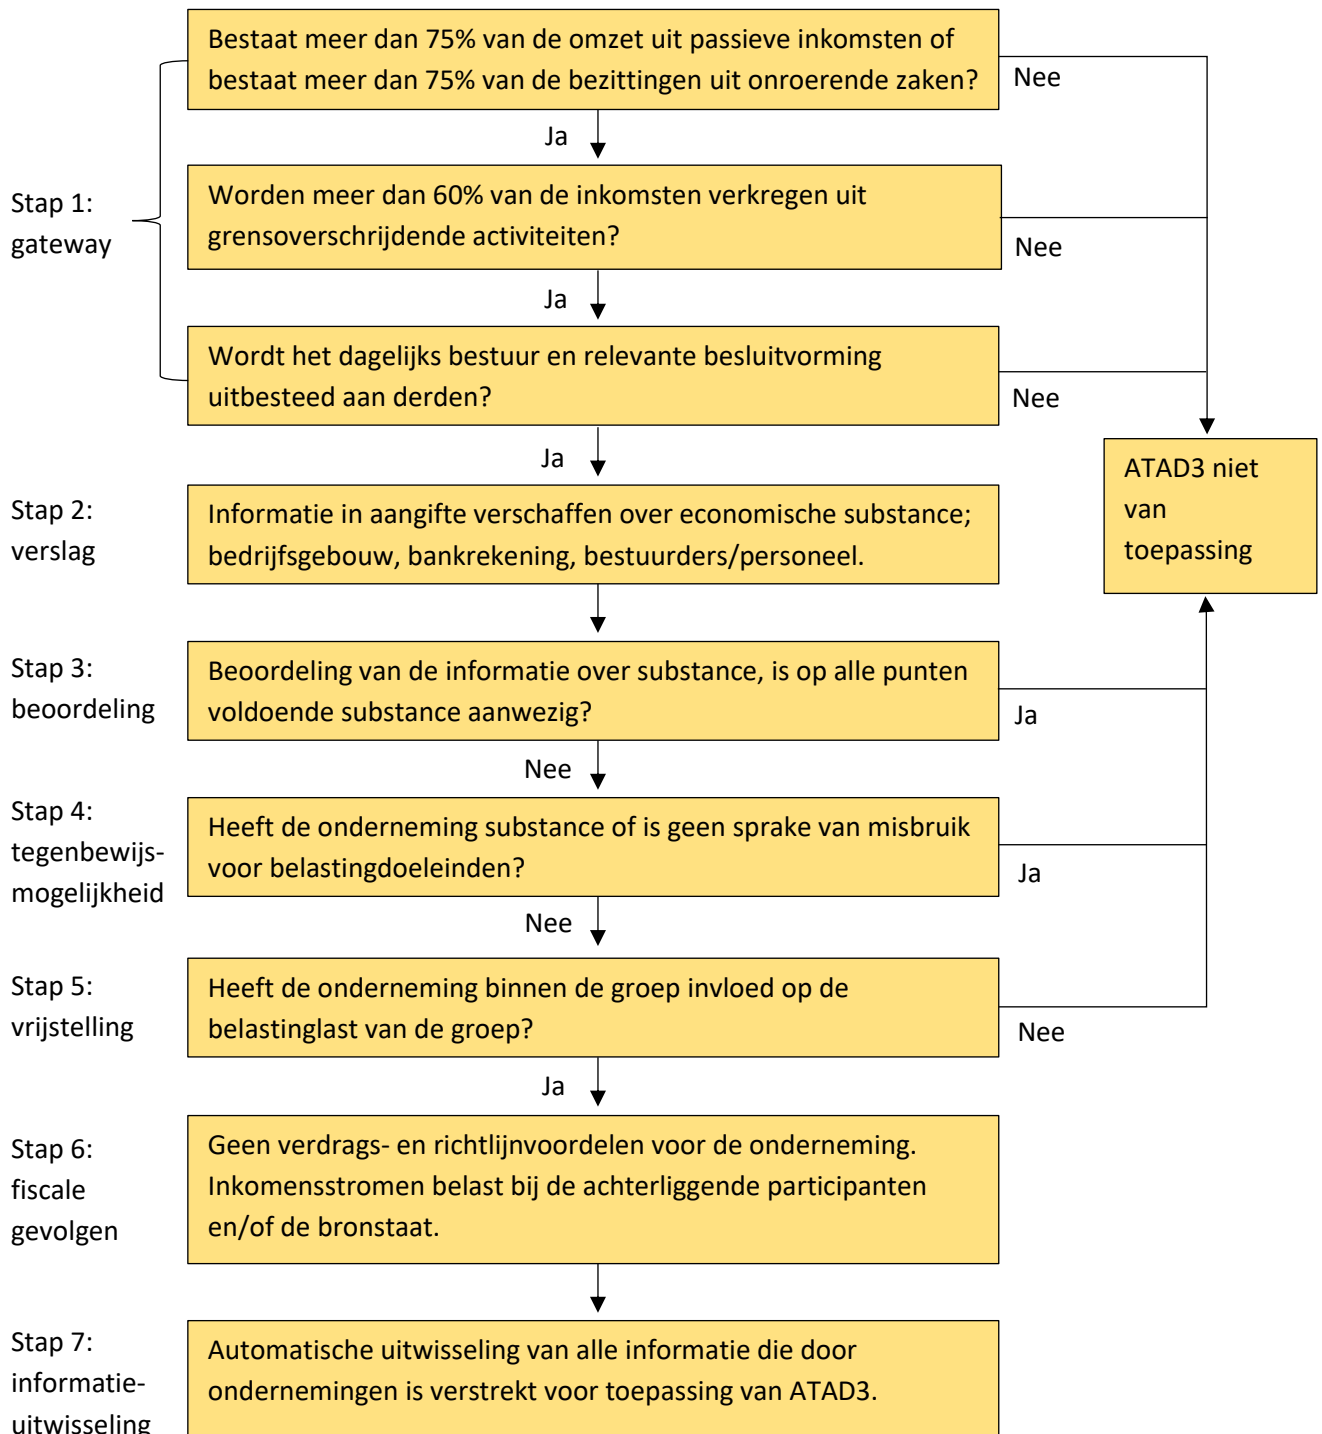 Bestaat meer dan 75% van de omzet uit passieve inkomsten of
bestaat meer dan 75% van de bezittingen uit onroerende zaken?
Nee
Ja
Stap 1:
gateway
Worden meer dan 60% van de inkomsten verkregen uit
grensoverschrijdende activiteiten?
Nee
Ja
Wordt het dagelijks bestuur en relevante besluitvorming
uitbesteed aan derden?
Nee
Ja
ATAD3 niet
van
toepassing
Stap 2:
verslag
Informatie in aangifte verschaffen over economische substance;
bedrijfsgebouw, bankrekening, bestuurders/personeel.
Stap 3:
beoordeling
Beoordeling van de informatie over substance, is op alle punten
voldoende substance aanwezig?
Ja
Nee
Stap 4:
tegenbewijs-
mogelijkheid
Heeft de onderneming substance of is geen sprake van misbruik
voor belastingdoeleinden?
Ja
Nee
Stap 5:
vrijstelling
Heeft de onderneming binnen de groep invloed op de
belastinglast van de groep?
Nee
Ja
Stap 6:
fiscale
gevolgen
Geen verdrags- en richtlijnvoordelen voor de onderneming.
Inkomensstromen belast bij de achterliggende participanten
en/of de bronstaat.
Stap 7:
informatie-
uitwisseling
Automatische uitwisseling van alle informatie die door
ondernemingen is verstrekt voor toepassing van ATAD3.